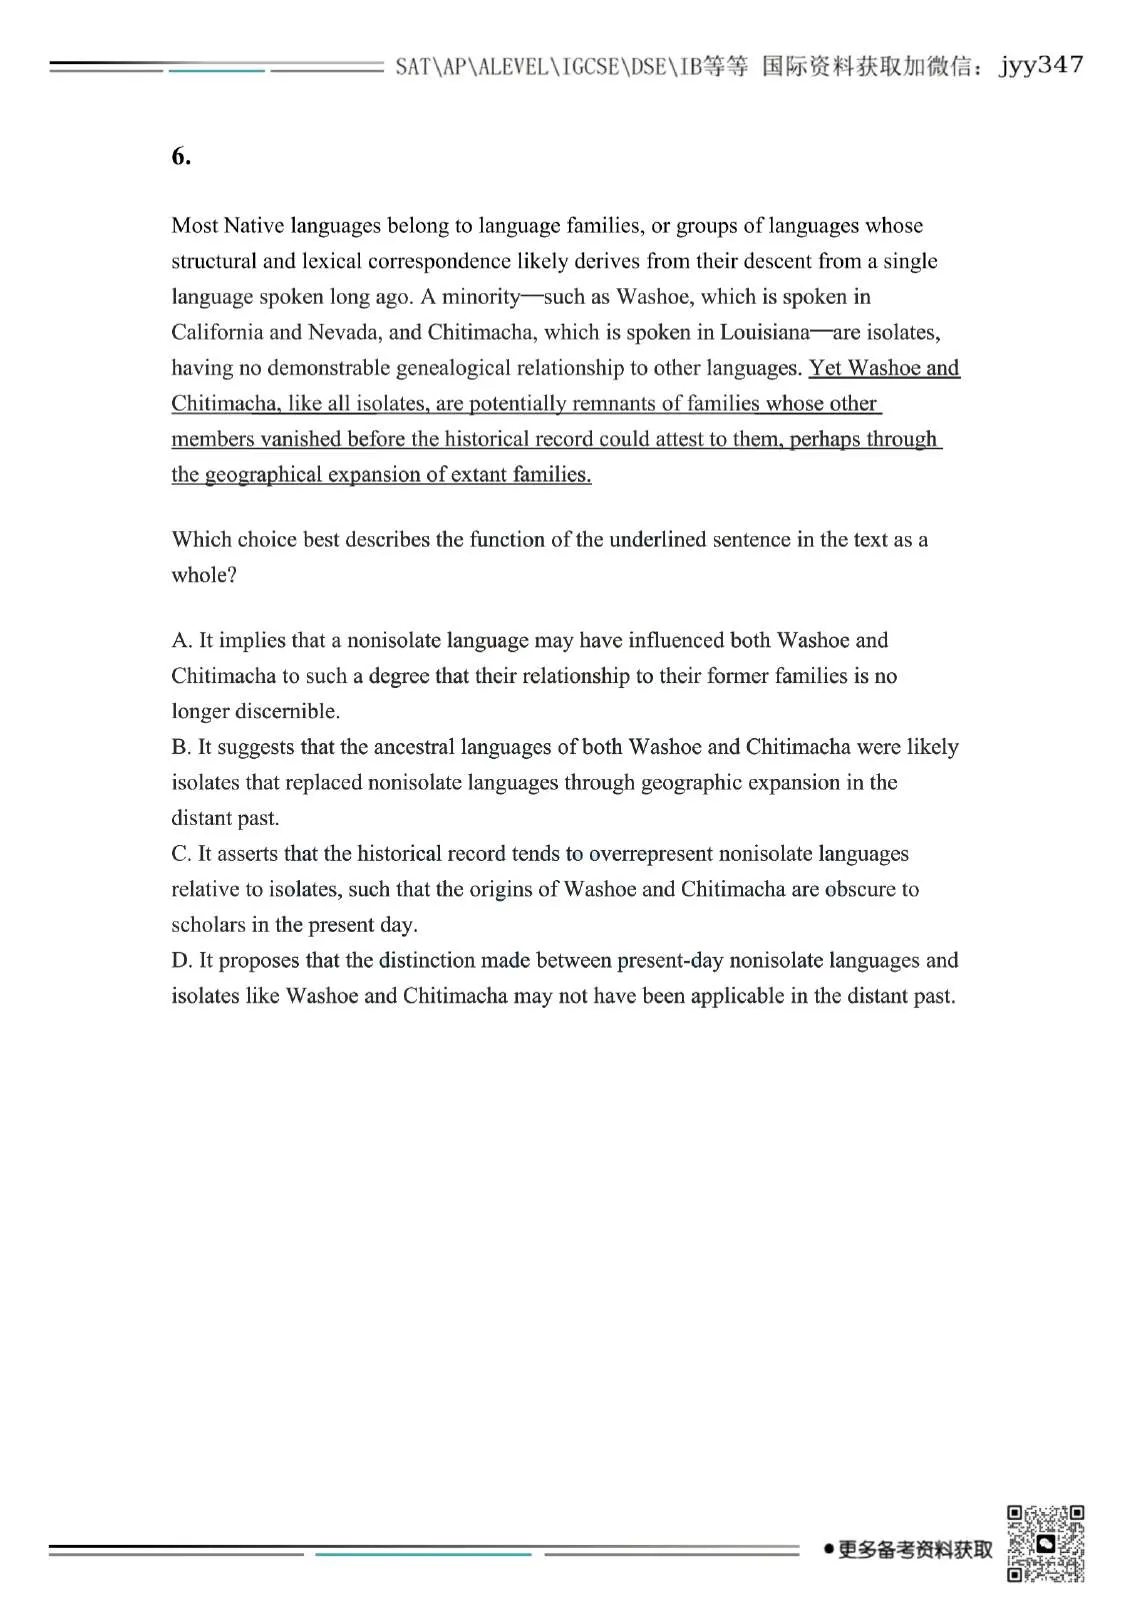 SAT\AP\ALEVEL\IGCSE\DSE\IB等等 国际资料获取加微信： jyy347
6.
Most Native languages belong to language families, or groups of languages whose
structural and lexical correspondence likely derives from their descent from a single
language spoken long ago. A minority—such as Washoe, which is spoken in
California and Nevada, and Chitimacha, which is spoken in Louisiana—are isolates,
having no demonstrable genealogical relationship to other languages. Yet Washoe and
Chitimacha, like all isolates, are potentially remnants of families whose other
members vanished before the historical record could attest to them, perhaps through
the geographical expansion of extant families.
Which choice best describes the function of the underlined sentence in the text as a
whole?
A. It implies that a nonisolate language may have influenced both Washoe and
Chitimacha to such a degree that their relationship to their former families is no
longer discernible.
B. It suggests that the ancestral languages of both Washoe and Chitimacha were likely
isolates that replaced nonisolate languages through geographic expansion in the
distant past.
C. It asserts that the historical record tends to overrepresent nonisolate languages
relative to isolates, such that the origins of Washoe and Chitimacha are obscure to
scholars in the present day.
D. It proposes that the distinction made between present-day nonisolate languages and
isolates like Washoe and Chitimacha may not have been applicable in the distant past.
●更多备考资料获取